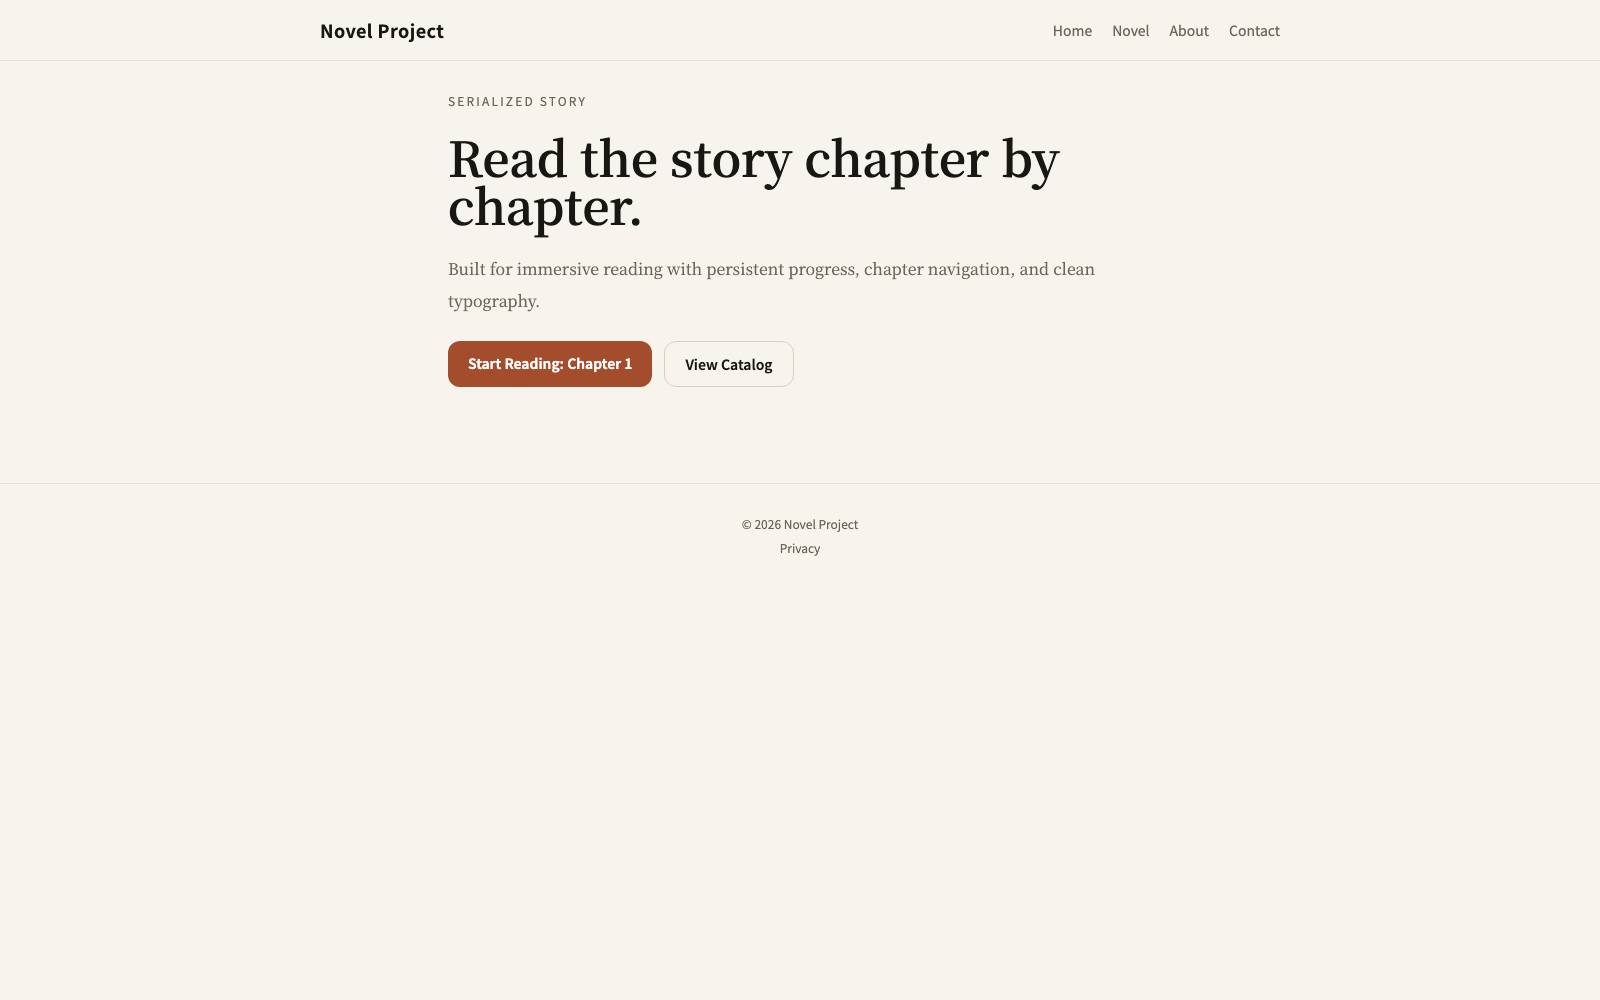 Novel Project
Home Novel About Contact
SERIALIZED STORY
Read the story chapter by
chapter.
Built for immersive reading with persistent progress, chapter navigation, and clean
typography.
Start Reading: Chapter 1 View Catalog
© 2026 Novel Project
Privacy